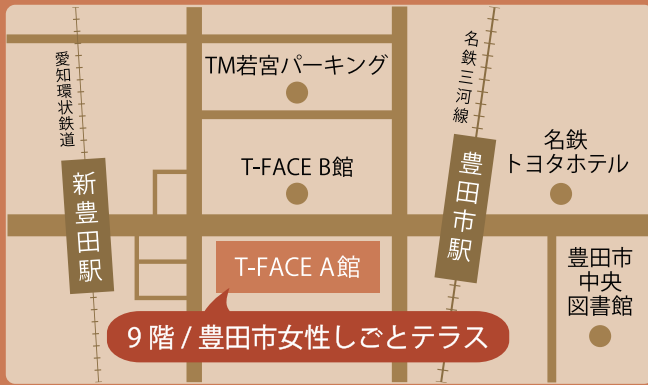 愛知環状鉄道
新豊田駅
TM若宮パーキング
T-FACE B館
T-FACE A館
9階 / 豊田市女性しごとテラス
名鉄三河線
豊田市駅
名鉄
トヨタホテル
豊田市
中央
図書館